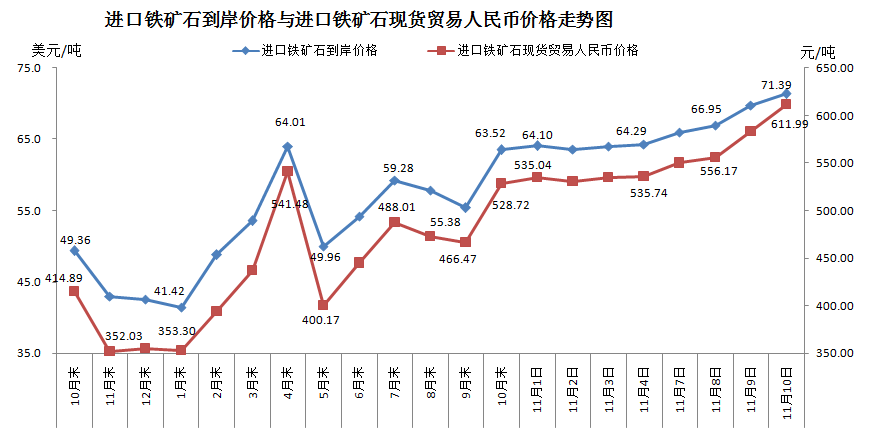 进口铁矿石到岸价格与进口铁矿石现货贸易人民币价格走势图
美元/吨
进口铁矿石到岸价格
进口铁矿石现货贸易人民币价格
元/吨
75.0
65.0
55.0
45.0
35.0
650.00
600.00
550.00
500.00
450.00
400.00
350.00
49.36
41.42
64.01
49.96
59.28
55.38
63.52
64.10
64.29
66.95
71.39
414.89
352.03
353.30
541.48
400.17
488.01
466.47
528.72
535.04
535.74
556.17
611.99
10月末
11月末
12月末
1月末
2月末
3月末
4月末
5月末
6月末
7月末
8月末
9月末
10月末
11月1日
11月2日
11月3日
11月4日
11月7日
11月8日
11月9日
11月10日